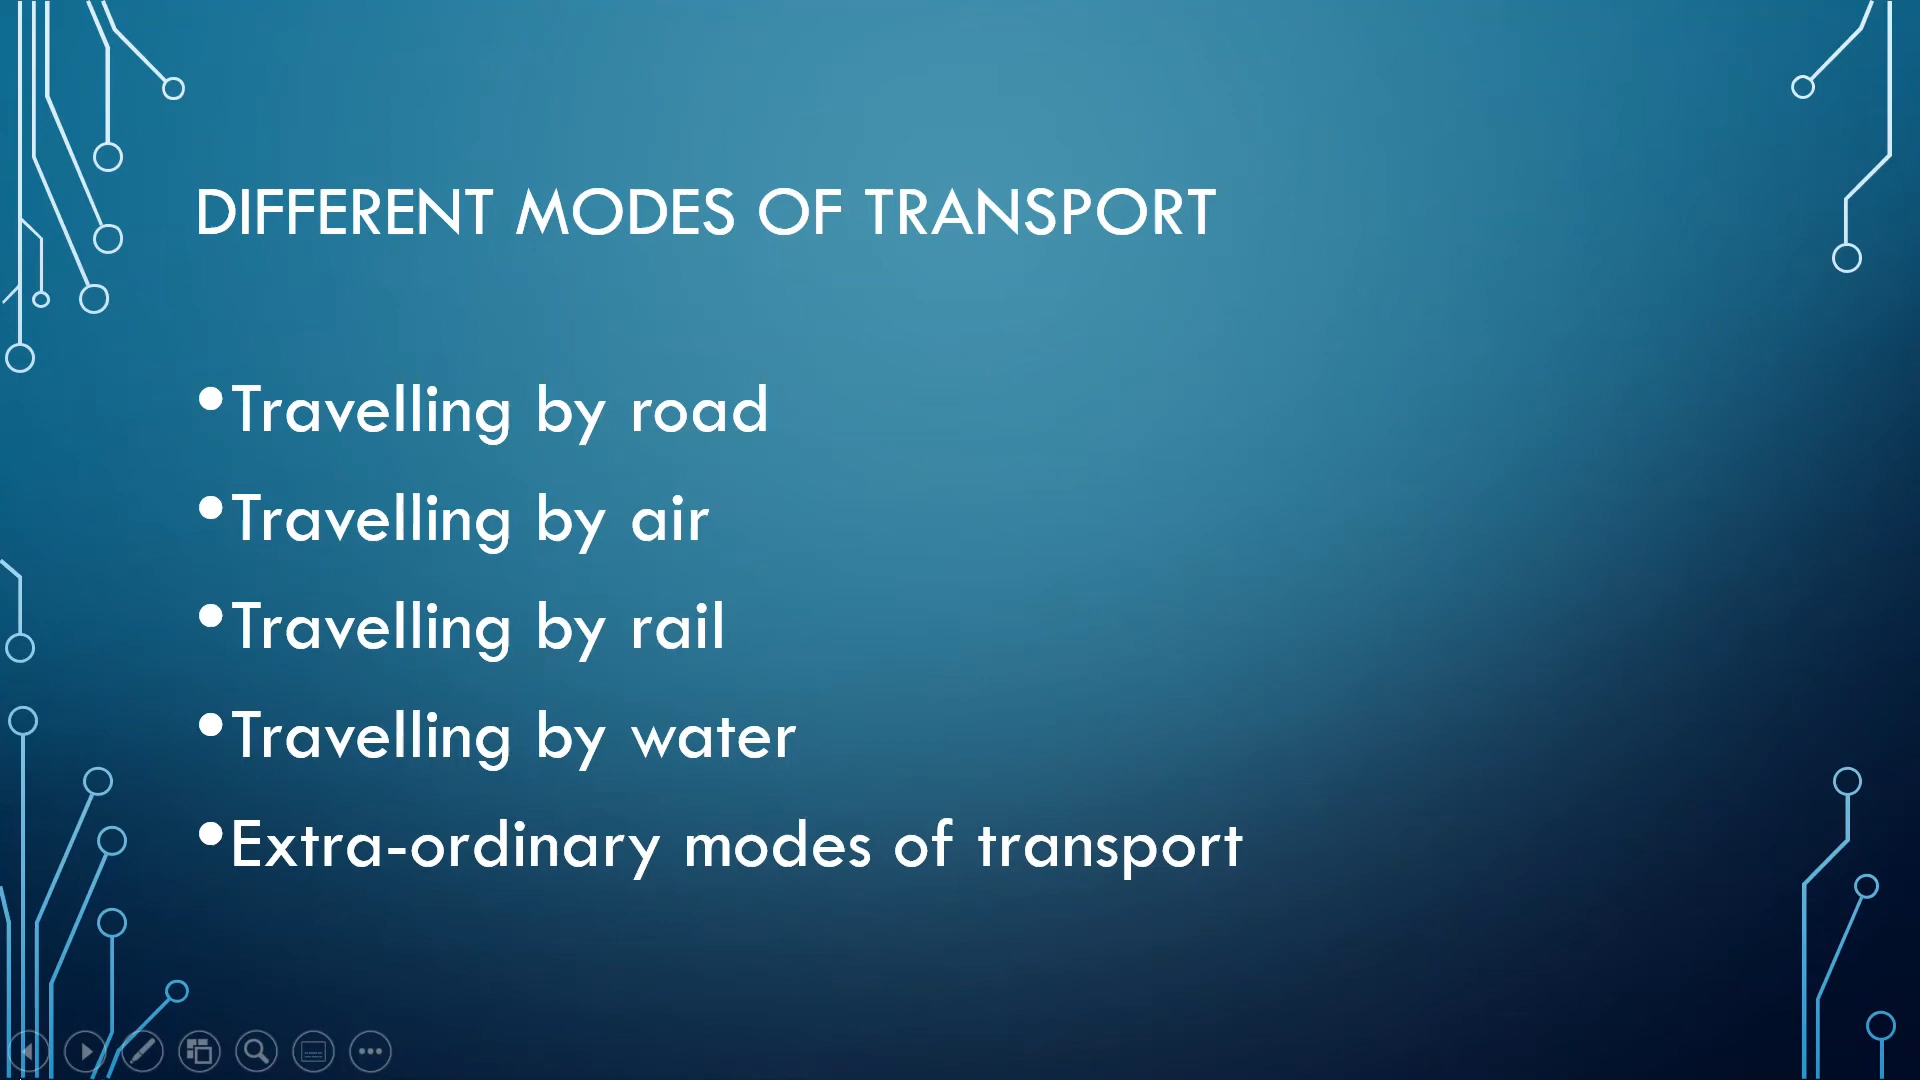 DIFFERENT MODES OF TRANSPORT
•Travelling by road
•Travelling by air
•Travelling by rail
•Travelling by water
•Extra-ordinary modes of transport